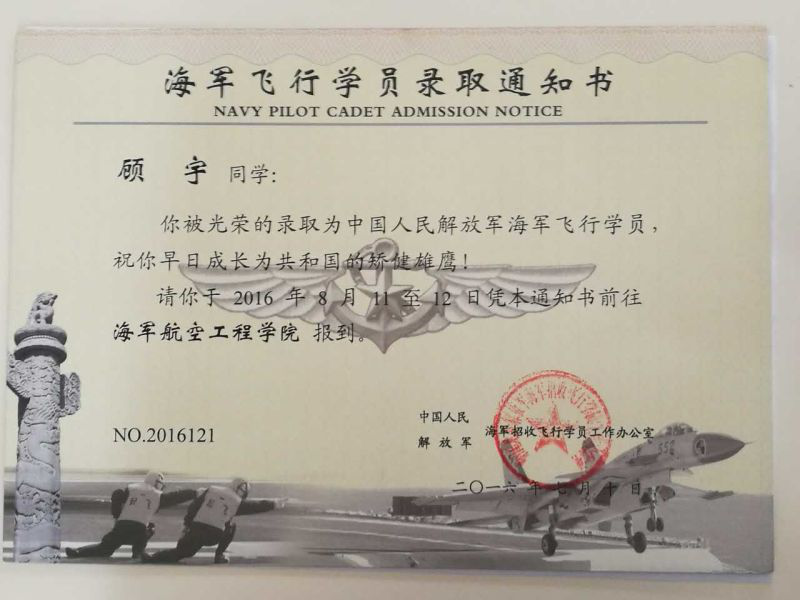 海军飞行学员录取通知书
NAVY PILOT CADET ADMISSION NOTICE
顾 宇 同学:
你被光荣的录取为中国人民解放军海军飞行学员,
祝你早日成长为共和国的矫健雄鹰!
请你于 2016 年 8 月 11 至 12 日凭本通知书前往
海军航空工程学院 报到。
NO.2016121
中国人民
解放军 海军招收飞行学员工作办公室
二〇一六年七月十日